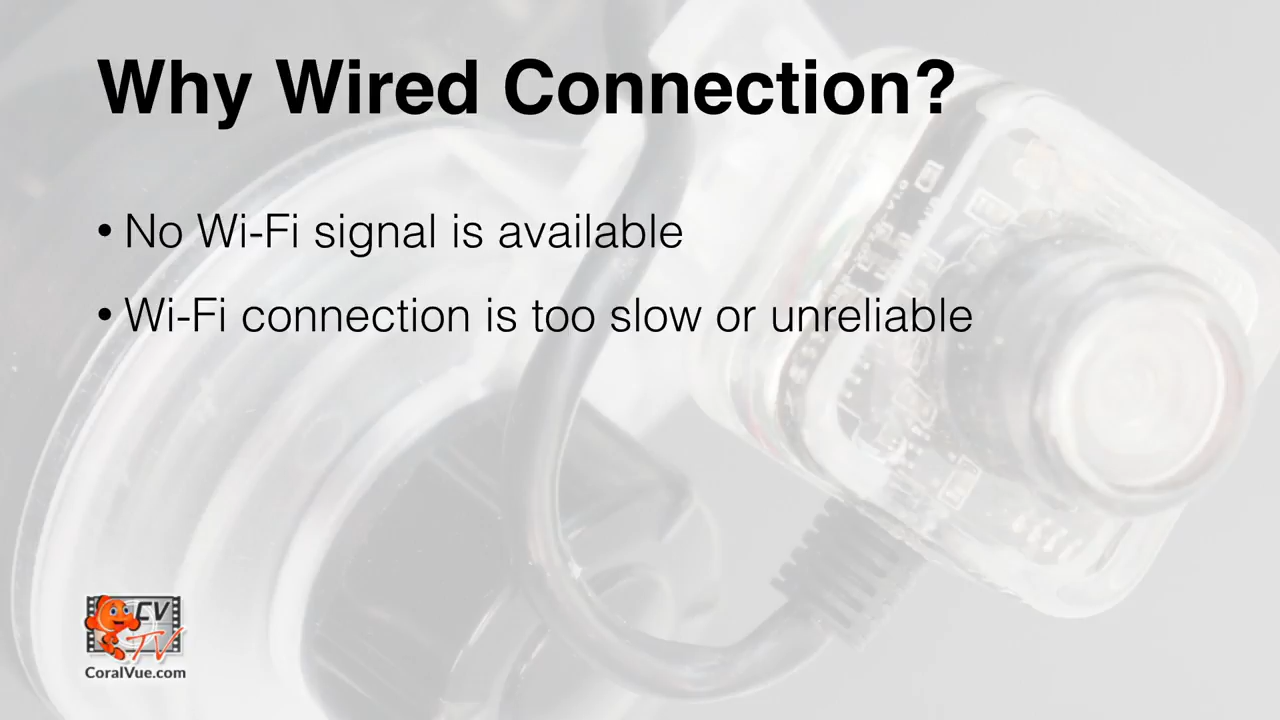 Why Wired Connection?
• No Wi-Fi signal is available
• Wi-Fi connection is too slow or unreliable
CV
TV
CoralVue.com